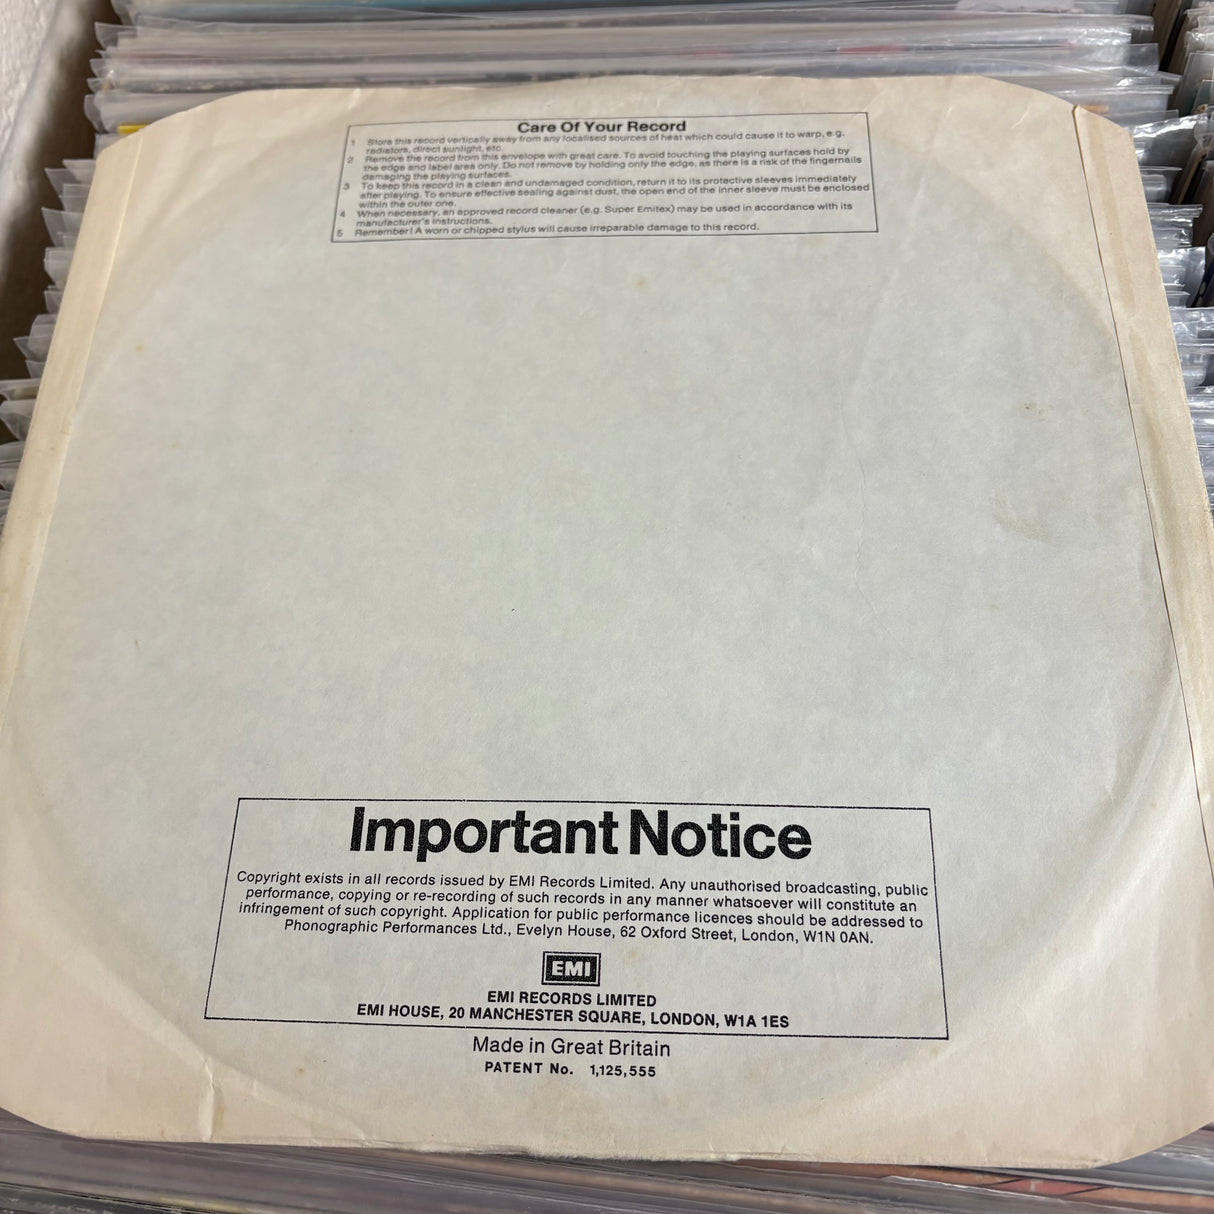 Care Of Your Record
1 Store this record vertically away from any localised sources of heat which could cause it to warp, e.g.
radiators, direct sunlight, etc.
2 Remove the record from this envelope with great care. To avoid touching the playing surfaces hold by
the edge and label area only. Do not remove by holding only the edge, as there is a risk of the fingernails
damaging the playing surfaces.
3 To keep this record in a clean and undamaged condition, return it to its protective sleeves immediately
after playing. To ensure effective sealing against dust, the open end of the inner sleeve must be enclosed
within the outer one.
4 When necessary, an approved record cleaner (e.g. Super Emitex) may be used in accordance with its
manufacturer's instructions.
5 Remember! A worn or chipped stylus will cause irreparable damage to this record.
Important Notice
Copyright exists in all records issued by EMI Records Limited. Any unauthorised broadcasting, public
performance, copying or re-recording of such records in any manner whatsoever will constitute an
infringement of such copyright. Application for public performance licences should be addressed to
Phonographic Performances Ltd., Evelyn House, 62 Oxford Street, London, W1N 0AN.
EMI
EMI RECORDS LIMITED
EMI HOUSE, 20 MANCHESTER SQUARE, LONDON, W1A 1ES
Made in Great Britain
PATENT No. 1,125,555